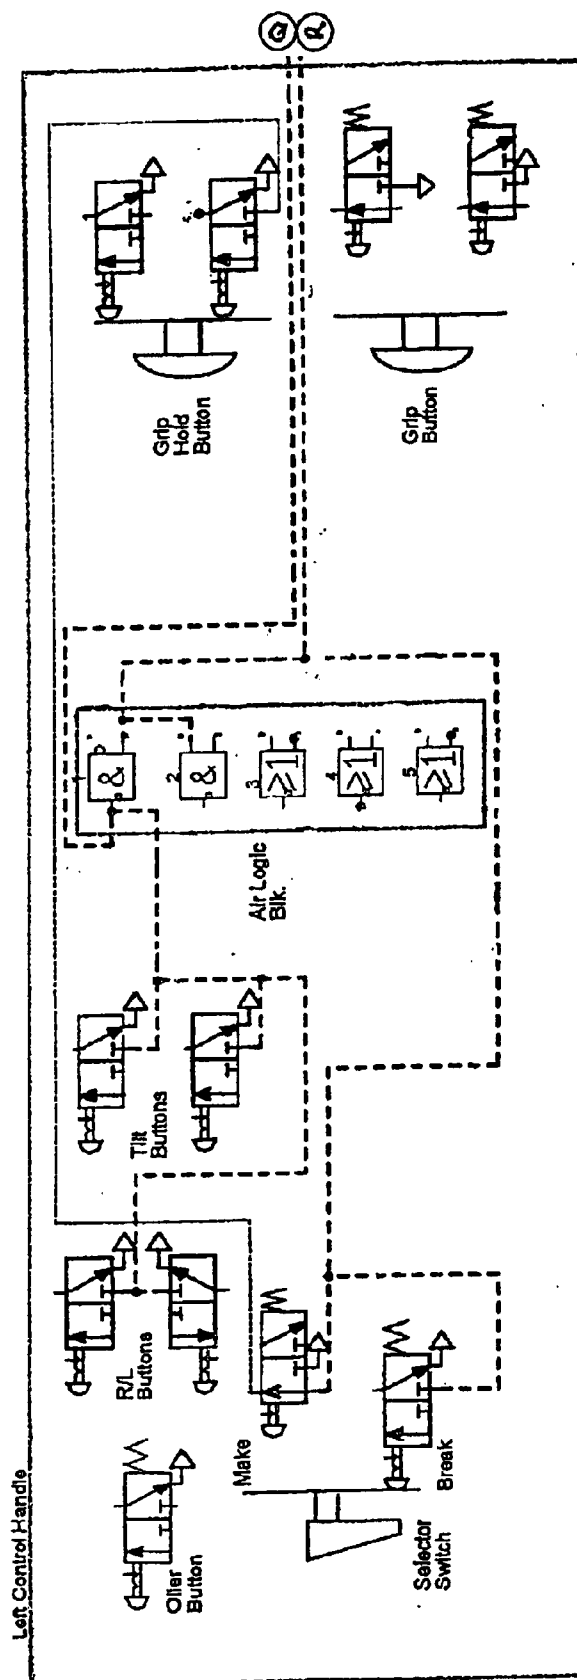 Left Control Handle
Oiler
Button
R/L
Buttons
Tilt
Buttons
Make
Break
Selector
Switch
Air Logic
Blk.
1
&
2
&
3
≥1
4
≥1
5
≥1
Grip
Hold
Button
Grip
Button
Q
R